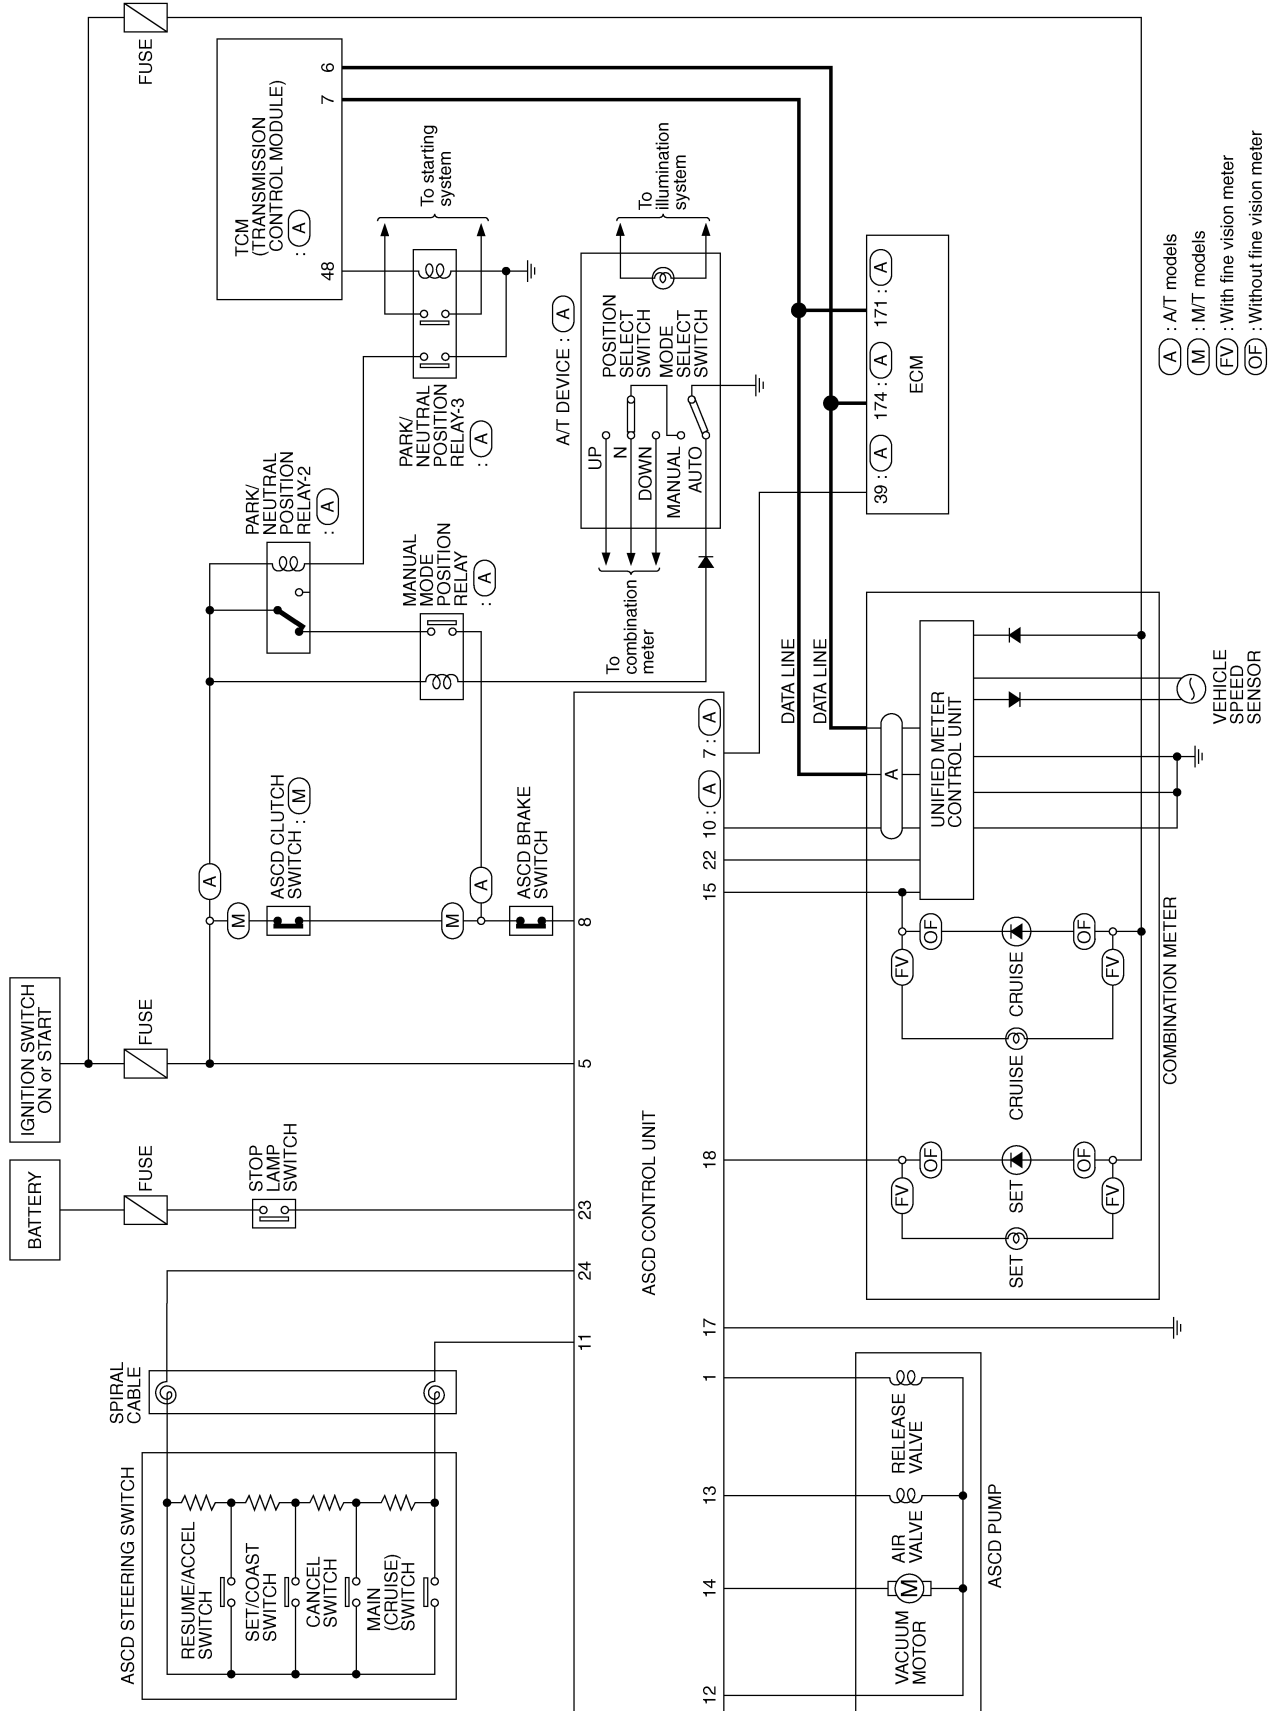 IGNITION SWITCH
ON or START
BATTERY
FUSE
FUSE
FUSE
STOP
LAMP
SWITCH
TCM
(TRANSMISSION
CONTROL MODULE)
: A
6
7
48
To starting
system
PARK/
NEUTRAL
POSITION
RELAY-3
: A
PARK/
NEUTRAL
POSITION
RELAY-2
: A
MANUAL
MODE
POSITION
RELAY
: A
A/T DEVICE : A
POSITION
SELECT
SWITCH
MODE
SELECT
SWITCH
UP
N
DOWN
MANUAL
AUTO
To
illumination
system
To
combination
meter
171 : A
174 : A
39 : A
ECM
A : A/T models
M : M/T models
FV : With fine vision meter
OF : Without fine vision meter
A
M
ASCD CLUTCH
SWITCH : M
M
A
ASCD BRAKE
SWITCH
8
5
23
24
11
ASCD CONTROL UNIT
7 : A
10 : A
22
15
18
17
1
13
14
12
DATA LINE
DATA LINE
A
UNIFIED METER
CONTROL UNIT
VEHICLE
SPEED
SENSOR
COMBINATION METER
OF
OF
FV
FV
CRUISE
CRUISE
OF
OF
FV
FV
SET
SET
SPIRAL
CABLE
ASCD STEERING SWITCH
RESUME/ACCEL
SWITCH
SET/COAST
SWITCH
CANCEL
SWITCH
MAIN
(CRUISE)
SWITCH
RELEASE
VALVE
AIR
VALVE
M
VACUUM
MOTOR
ASCD PUMP